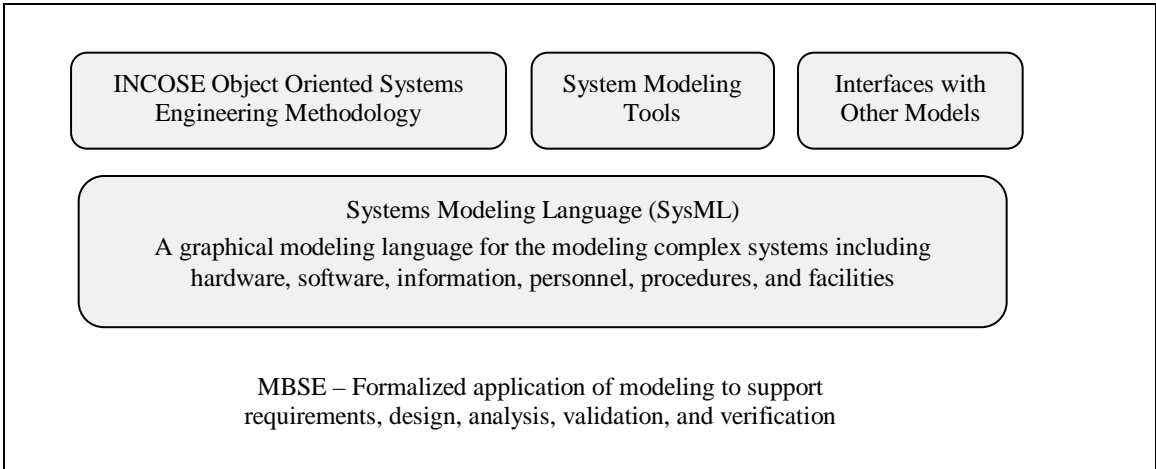 INCOSE Object Oriented Systems
Engineering Methodology
System Modeling
Tools
Interfaces with
Other Models
Systems Modeling Language (SysML)
A graphical modeling language for the modeling complex systems including
hardware, software, information, personnel, procedures, and facilities
MBSE – Formalized application of modeling to support
requirements, design, analysis, validation, and verification